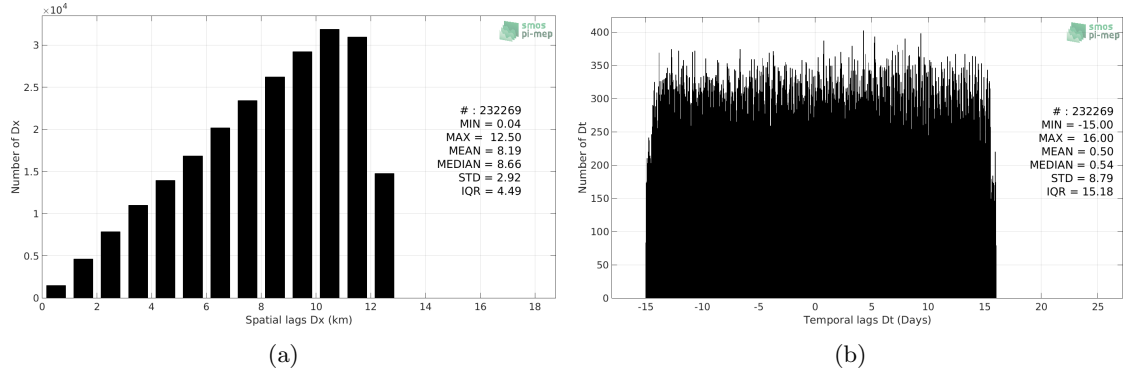 ×10⁴
3
2.5
2
1.5
1
0.5
0
Number of Dx
0 2 4 6 8 10 12 14 16 18
Spatial lags Dx (km)
smos
pi-mep
# : 232269
MIN = 0.04
MAX = 12.50
MEAN = 8.19
MEDIAN = 8.66
STD = 2.92
IQR = 4.49
(a)
400
350
300
250
200
150
100
50
0
Number of Dt
-15 -10 -5 0 5 10 15 20 25
Temporal lags Dt (Days)
smos
pi-mep
# : 232269
MIN = -15.00
MAX = 16.00
MEAN = 0.50
MEDIAN = 0.54
STD = 8.79
IQR = 15.18
(b)